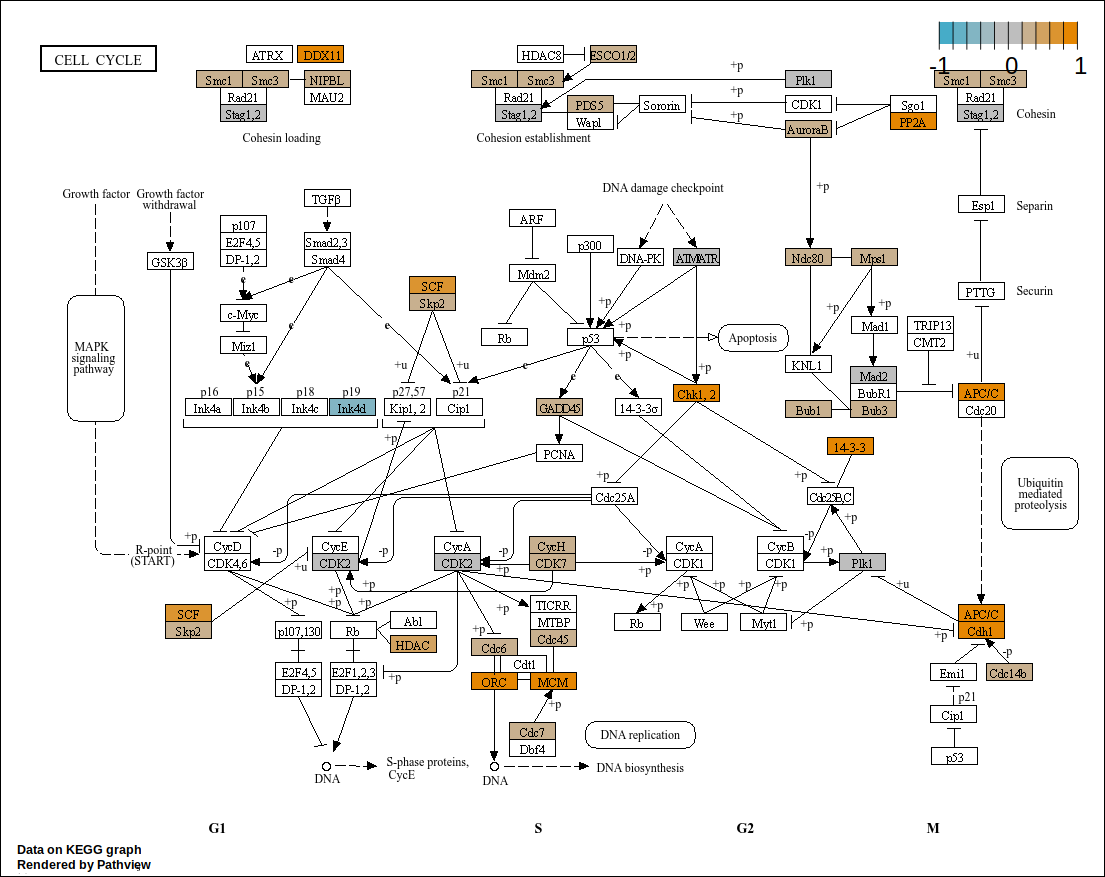 CELL CYCLE
ATRX DDX11
Smc1 Smc3 NIPBL
Rad21 MAU2
Stag1,2
Cohesin loading
HDAC8 ESCO1/2
Smc1 Smc3
Rad21
Stag1,2
PDS5
Wapl
Sororin
Cohesion establishment
+p
Plk1
+p
CDK1
+p
AuroraB
Sgo1
PP2A
-1 0 1
Smc1 Smc3
Rad21
Stag1,2
Cohesin
+p
Growth factor
Growth factor
withdrawal
GSK3β
p107
E2F4,5
DP-1,2
TGFβ
Smad2,3
Smad4
e
c-Myc
Miz1
e
e
e
SCF
Skp2
+u
+u
ARF
Mdm2
Rb
p300
DNA damage checkpoint
DNA-PK
ATMATR
+p
+p
p53
+p
+p
Apoptosis
Esp1
Separin
Ndc80
Mps1
+p
+p
PTTG
Securin
Mad1
TRIP13
CMT2
KNL1
Mad2
BubR1
Bub1
Bub3
+u
APC/C
Cdc20
MAPK
signaling
pathway
p16 p15 p18 p19
Ink4a Ink4b Ink4c Ink4d
p27,57 p21
Kip1, 2 Cip1
e
e
e
GADD45
14-3-3σ
Chk1, 2
PCNA
+p
+p
+p
14-3-3
Cdc25A
Cdc25B,C
Ubiquitin
mediated
proteolysis
R-point
(START)
+p
CycD
CDK4,6
-p
+u
CycE
CDK2
-p
CycA
CDK2
-p
+p
CycH
CDK7
-p
+p
CycA
CDK1
CycB
CDK1
-p
+p
+p
Plk1
+u
SCF
Skp2
+p
+p
+p
+p
p107,130
Rb
Abl
HDAC
E2F4,5
DP-1,2
E2F1,2,3
DP-1,2
+p
+p
+p
TICRR
MTBP
Cdc45
Cdc6
Cdt1
ORC
MCM
+p
Cdc7
Dbf4
+p
+p
+p
+p
Rb
Wee
Myt1
+p
+p
APC/C
Cdh1
-p
Emi1
Cdc14b
p21
Cip1
p53
DNA
S-phase proteins,
CycE
DNA
DNA replication
DNA biosynthesis
G1 S G2 M
Data on KEGG graph
Rendered by Pathview